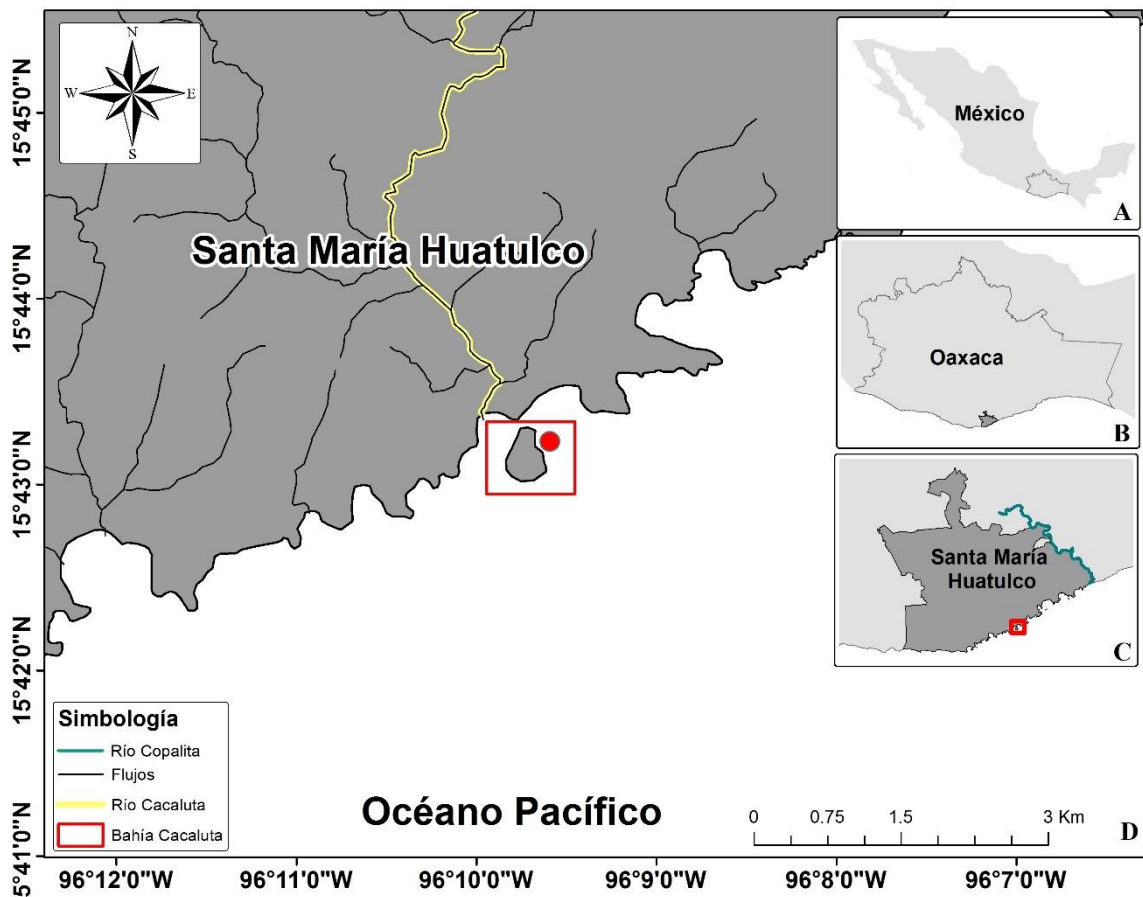 N
W
E
S
15°45'0"N
15°44'0"N
15°43'0"N
15°42'0"N
5°41'0"N
Santa María Huatulco
México
A
Oaxaca
B
Santa María
Huatulco
C
Simbología
Río Copalita
Flujos
Río Cacaluta
Bahía Cacaluta
Océano Pacífico
0 0.75 1.5 3 Km
D
96°12'0"W 96°11'0"W 96°10'0"W 96°9'0"W 96°8'0"W 96°7'0"W